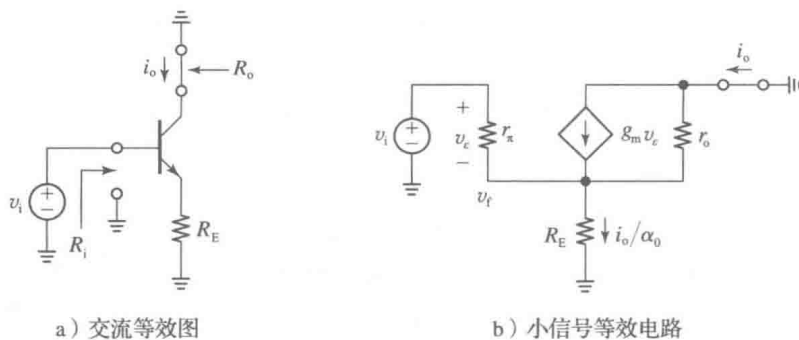 i_o
R_o
v_i
R_i
R_E
a）交流等效图
i_o
v_i
+
v_ε
−
r_π
g_m v_ε
r_o
v_f
R_E
i_o/α_0
b）小信号等效电路